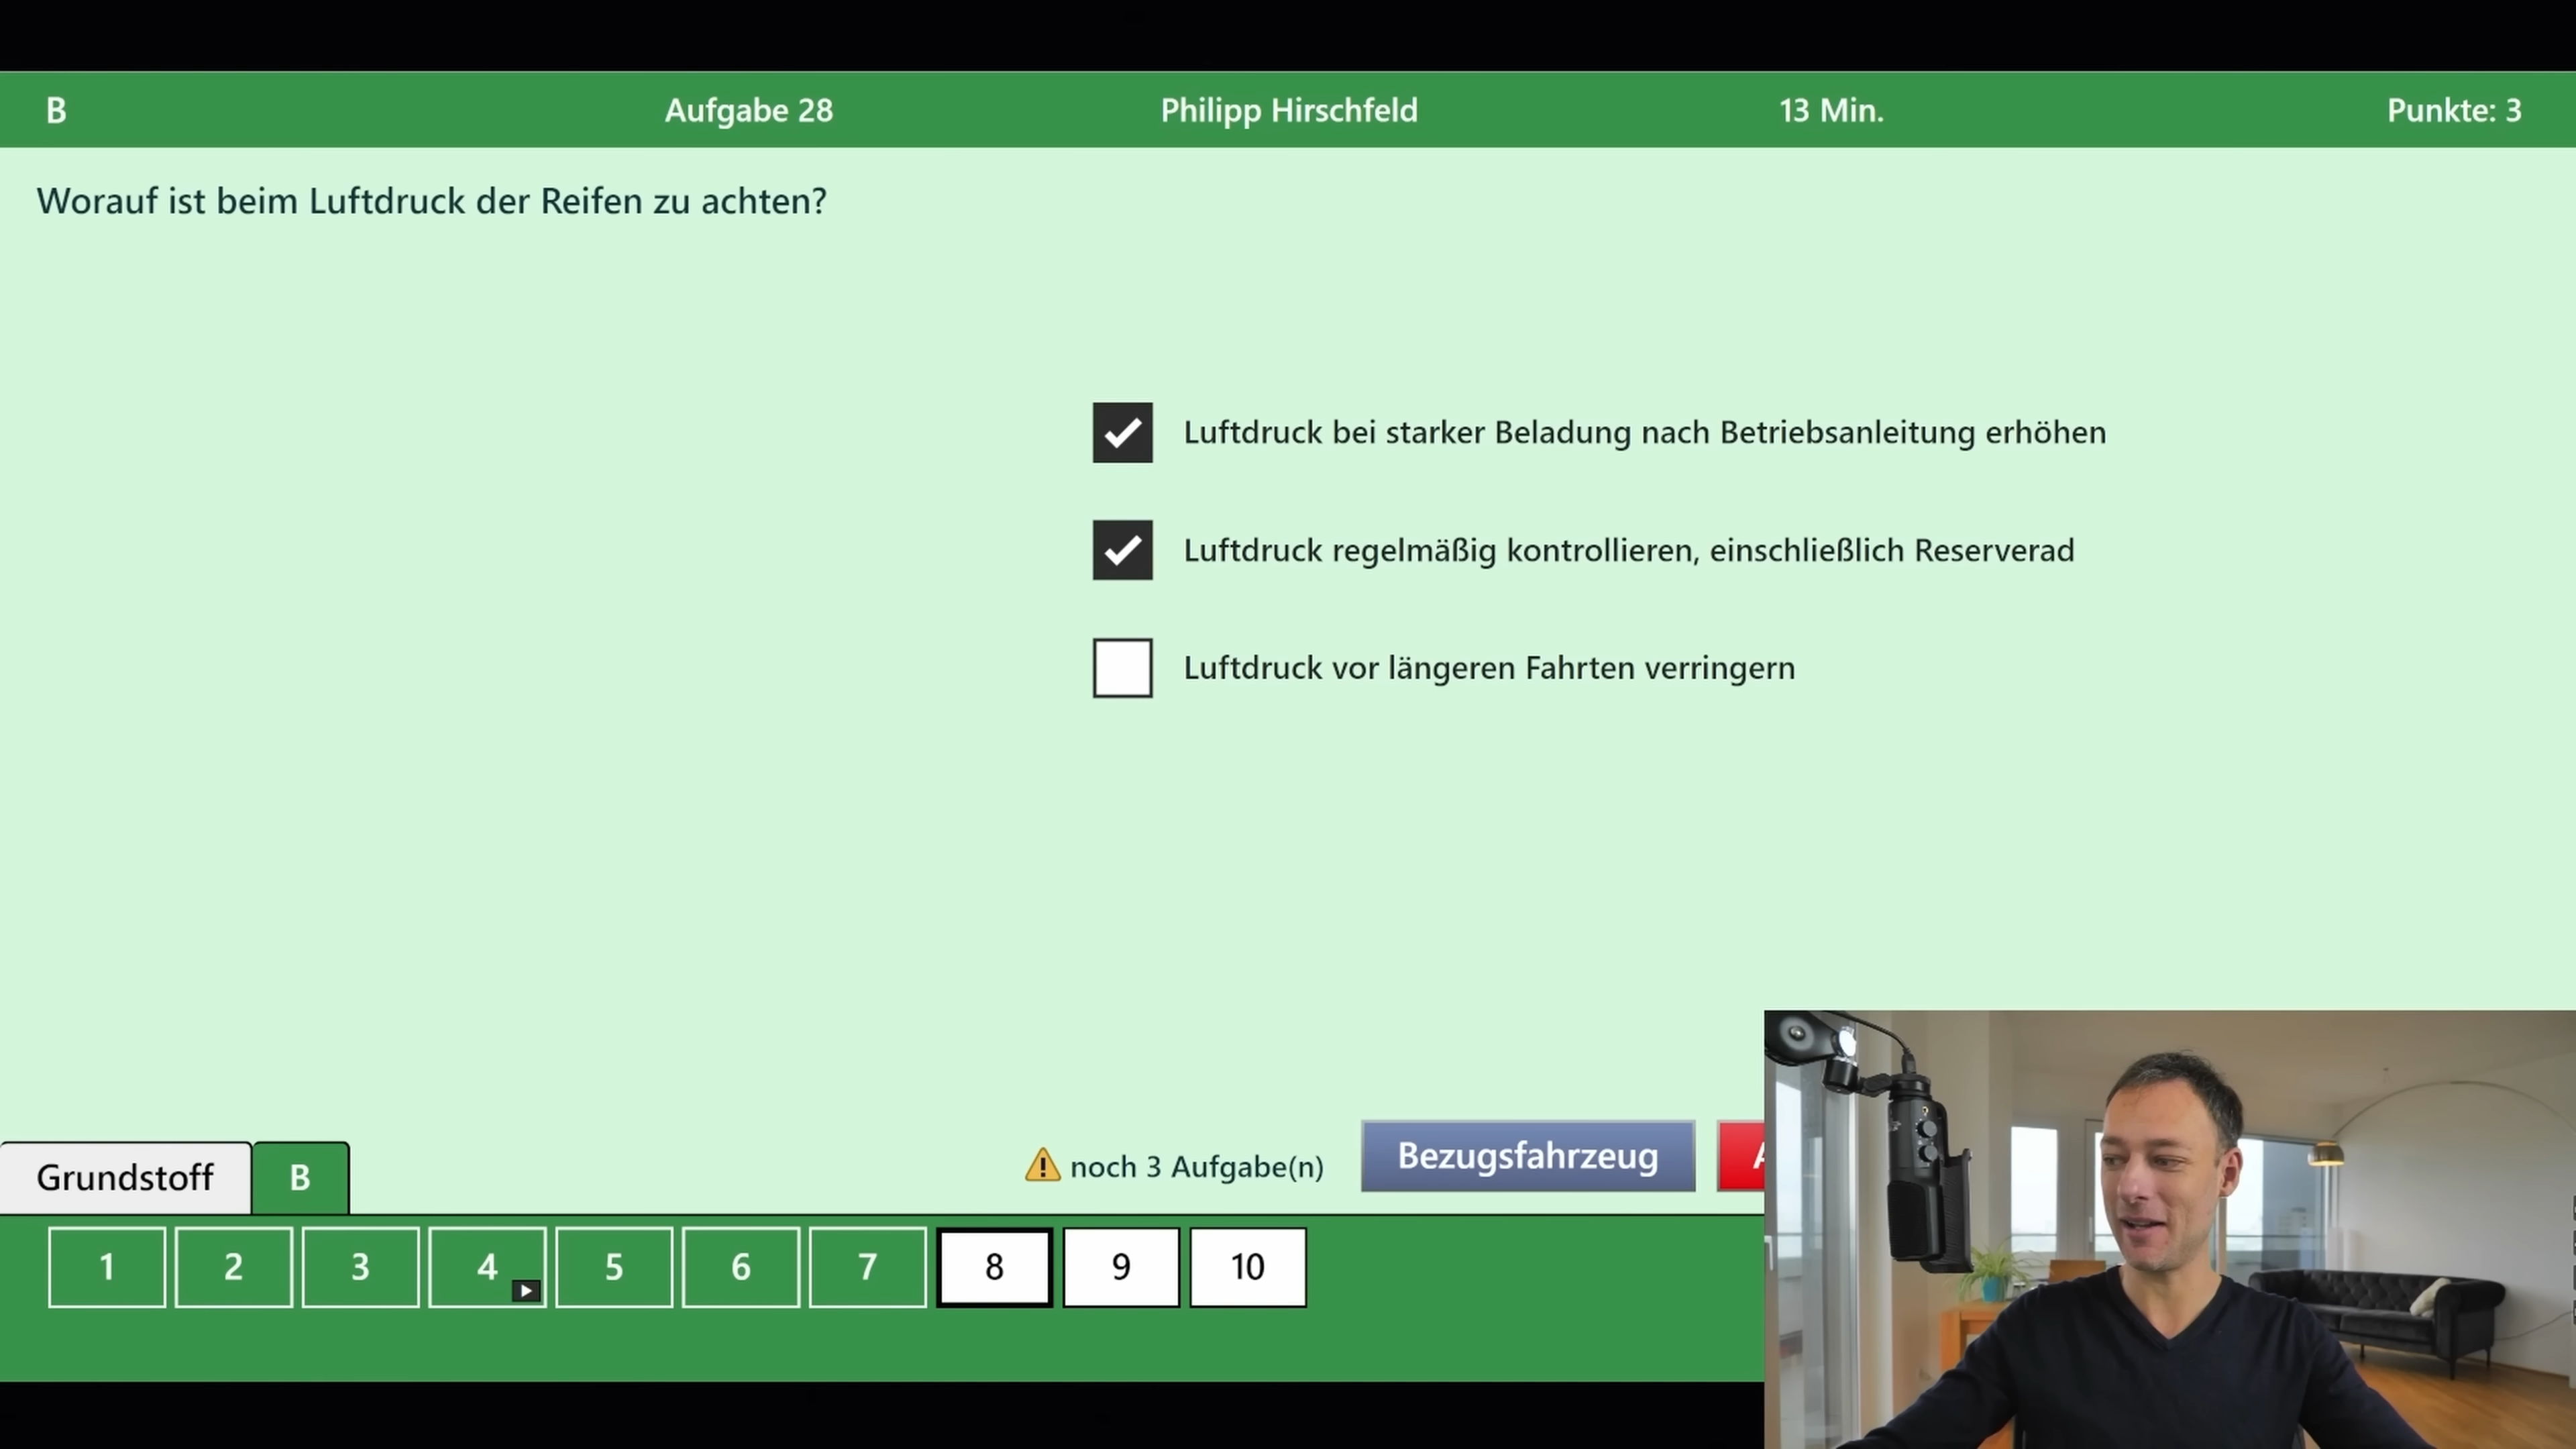 B Aufgabe 28 Philipp Hirschfeld 13 Min. Punkte: 3
Worauf ist beim Luftdruck der Reifen zu achten?
Luftdruck bei starker Beladung nach Betriebsanleitung erhöhen
Luftdruck regelmäßig kontrollieren, einschließlich Reserverad
Luftdruck vor längeren Fahrten verringern
noch 3 Aufgabe(n) Bezugsfahrzeug
Grundstoff B
1 2 3 4 5 6 7 8 9 10